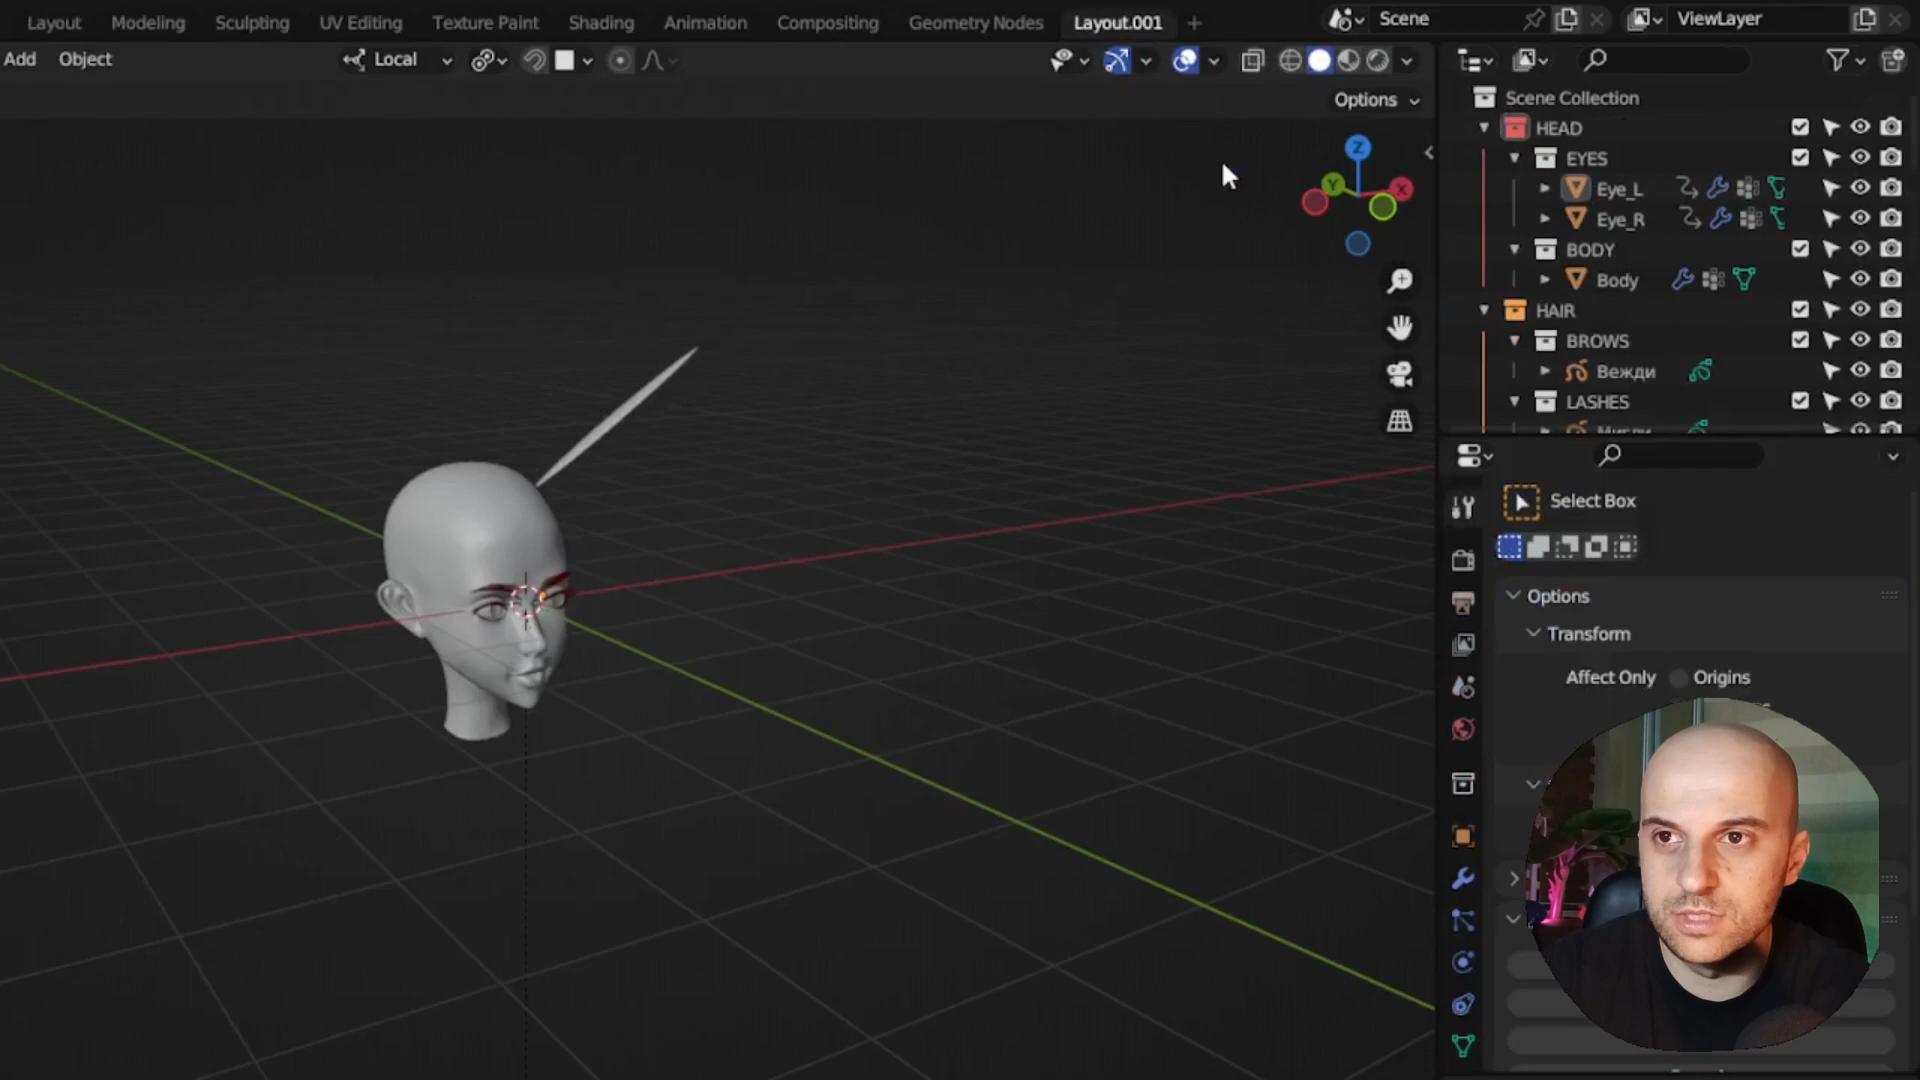 Layout Modeling Sculpting UV Editing Texture Paint Shading Animation Compositing Geometry Nodes Layout.001 + Scene ViewLayer
Add Object Local
Options
Z
Y
X
Scene Collection
HEAD
EYES
Eye_L
Eye_R
BODY
Body
HAIR
BROWS
Вежди
LASHES
Мигли
Select Box
Options
Transform
Affect Only Origins